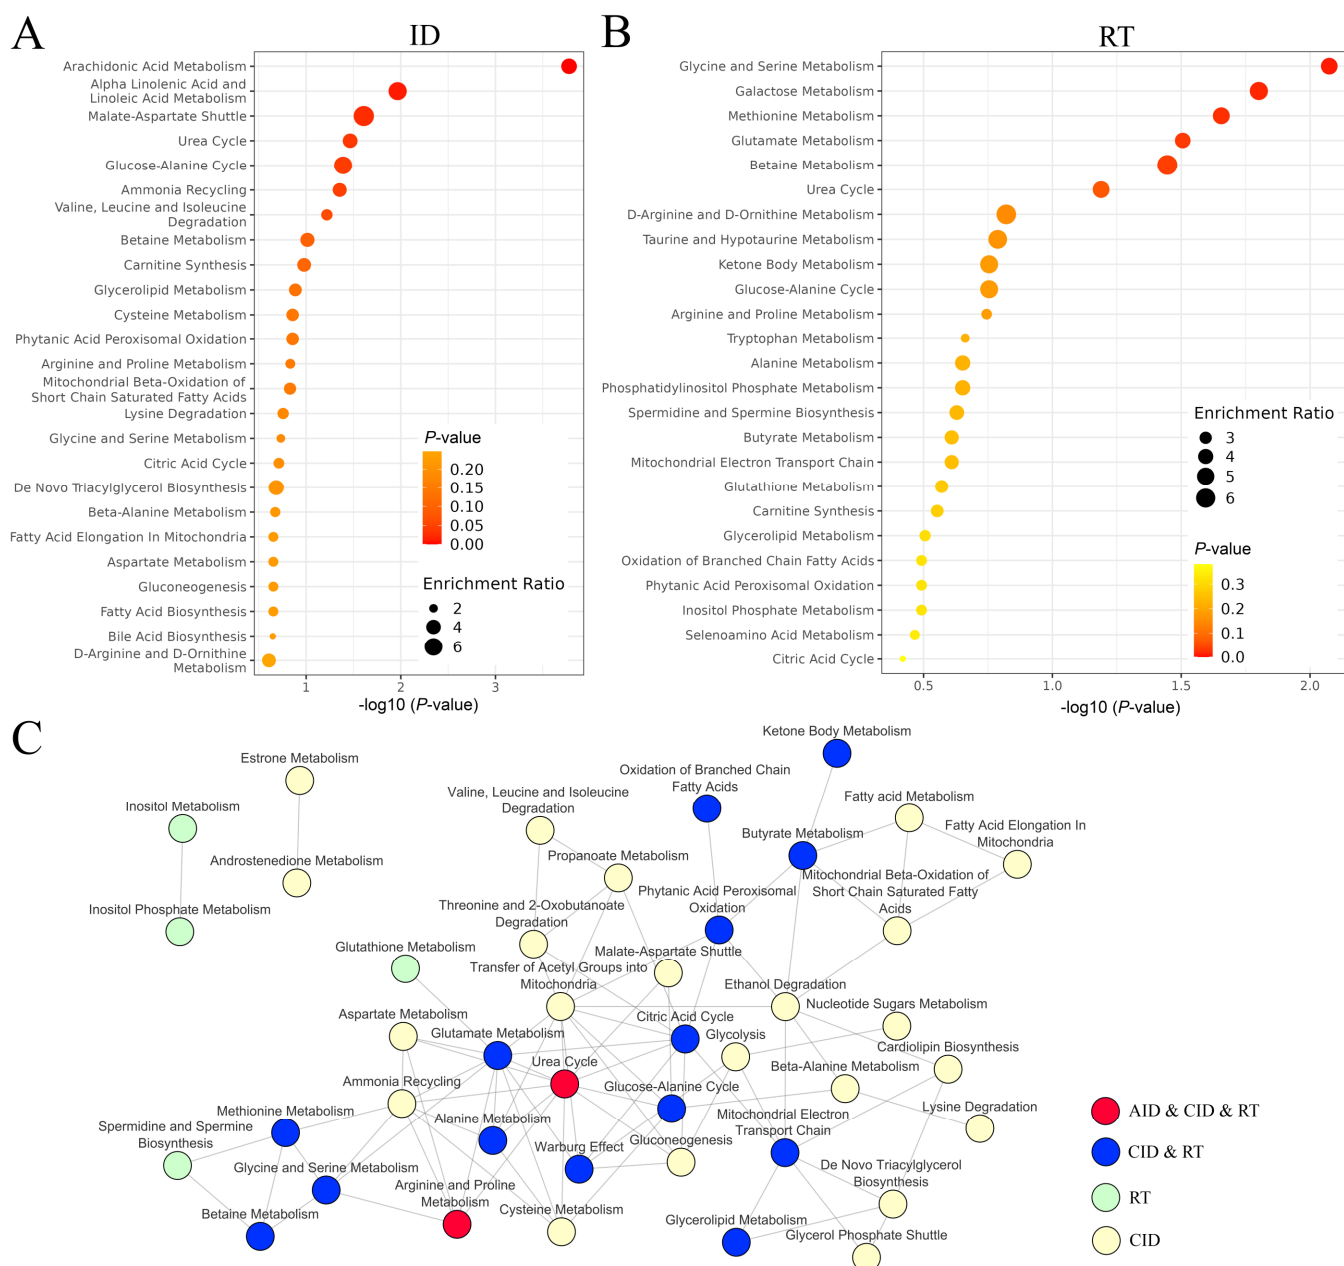 A
ID
Arachidonic Acid Metabolism
Alpha Linolenic Acid and
Linoleic Acid Metabolism
Malate-Aspartate Shuttle
Urea Cycle
Glucose-Alanine Cycle
Ammonia Recycling
Valine, Leucine and Isoleucine
Degradation
Betaine Metabolism
Carnitine Synthesis
Glycerolipid Metabolism
Cysteine Metabolism
Phytanic Acid Peroxisomal Oxidation
Arginine and Proline Metabolism
Mitochondrial Beta-Oxidation of
Short Chain Saturated Fatty Acids
Lysine Degradation
Glycine and Serine Metabolism
Citric Acid Cycle
De Novo Triacylglycerol Biosynthesis
Beta-Alanine Metabolism
Fatty Acid Elongation In Mitochondria
Aspartate Metabolism
Gluconeogenesis
Fatty Acid Biosynthesis
Bile Acid Biosynthesis
D-Arginine and D-Ornithine
Metabolism
P-value
0.20
0.15
0.10
0.05
0.00
Enrichment Ratio
2
4
6
1
2
3
-log10 (P-value)
B
RT
Glycine and Serine Metabolism
Galactose Metabolism
Methionine Metabolism
Glutamate Metabolism
Betaine Metabolism
Urea Cycle
D-Arginine and D-Ornithine Metabolism
Taurine and Hypotaurine Metabolism
Ketone Body Metabolism
Glucose-Alanine Cycle
Arginine and Proline Metabolism
Tryptophan Metabolism
Alanine Metabolism
Phosphatidylinositol Phosphate Metabolism
Spermidine and Spermine Biosynthesis
Butyrate Metabolism
Mitochondrial Electron Transport Chain
Glutathione Metabolism
Carnitine Synthesis
Glycerolipid Metabolism
Oxidation of Branched Chain Fatty Acids
Phytanic Acid Peroxisomal Oxidation
Inositol Phosphate Metabolism
Selenoamino Acid Metabolism
Citric Acid Cycle
Enrichment Ratio
3
4
5
6
P-value
0.3
0.2
0.1
0.0
0.5
1.0
1.5
2.0
-log10 (P-value)
C
Estrone Metabolism
Inositol Metabolism
Androstenedione Metabolism
Inositol Phosphate Metabolism
Ketone Body Metabolism
Oxidation of Branched Chain
Fatty Acids
Valine, Leucine and Isoleucine
Degradation
Fatty acid Metabolism
Fatty Acid Elongation In
Mitochondria
Butyrate Metabolism
Propanoate Metabolism
Mitochondrial Beta-Oxidation of
Short Chain Saturated Fatty
Acids
Phytanic Acid Peroxisomal
Oxidation
Threonine and 2-Oxobutanoate
Degradation
Glutathione Metabolism
Malate-Aspartate Shuttle
Transfer of Acetyl Groups into
Mitochondria
Ethanol Degradation
Nucleotide Sugars Metabolism
Aspartate Metabolism
Glutamate Metabolism
Citric Acid Cycle
Glycolysis
Cardiolipin Biosynthesis
Urea Cycle
Beta-Alanine Metabolism
Ammonia Recycling
Glucose-Alanine Cycle
Lysine Degradation
Methionine Metabolism
Alanine Metabolism
Mitochondrial Electron
Transport Chain
Spermidine and Spermine
Biosynthesis
Warburg Effect
Gluconeogenesis
Glycine and Serine Metabolism
De Novo Triacylglycerol
Biosynthesis
Arginine and Proline
Metabolism
Betaine Metabolism
Cysteine Metabolism
Glycerolipid Metabolism
Glycerol Phosphate Shuttle
AID & CID & RT
CID & RT
RT
CID